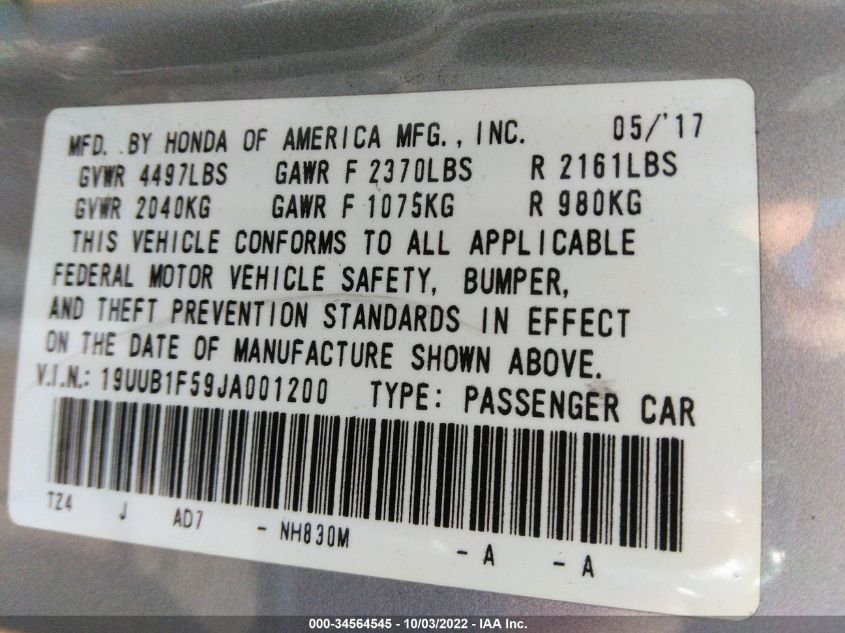 MFD. BY HONDA OF AMERICA MFG., INC. 05/'17
GVWR 4497LBS GAWR F 2370LBS R 2161LBS
GVWR 2040KG GAWR F 1075KG R 980KG
THIS VEHICLE CONFORMS TO ALL APPLICABLE
FEDERAL MOTOR VEHICLE SAFETY, BUMPER,
AND THEFT PREVENTION STANDARDS IN EFFECT
ON THE DATE OF MANUFACTURE SHOWN ABOVE.
V.I.N.: 19UUB1F59JA001200 TYPE: PASSENGER CAR
TZ4 J AD7 - NH830M - A - A
000-34564545 - 10/03/2022 - IAA Inc.